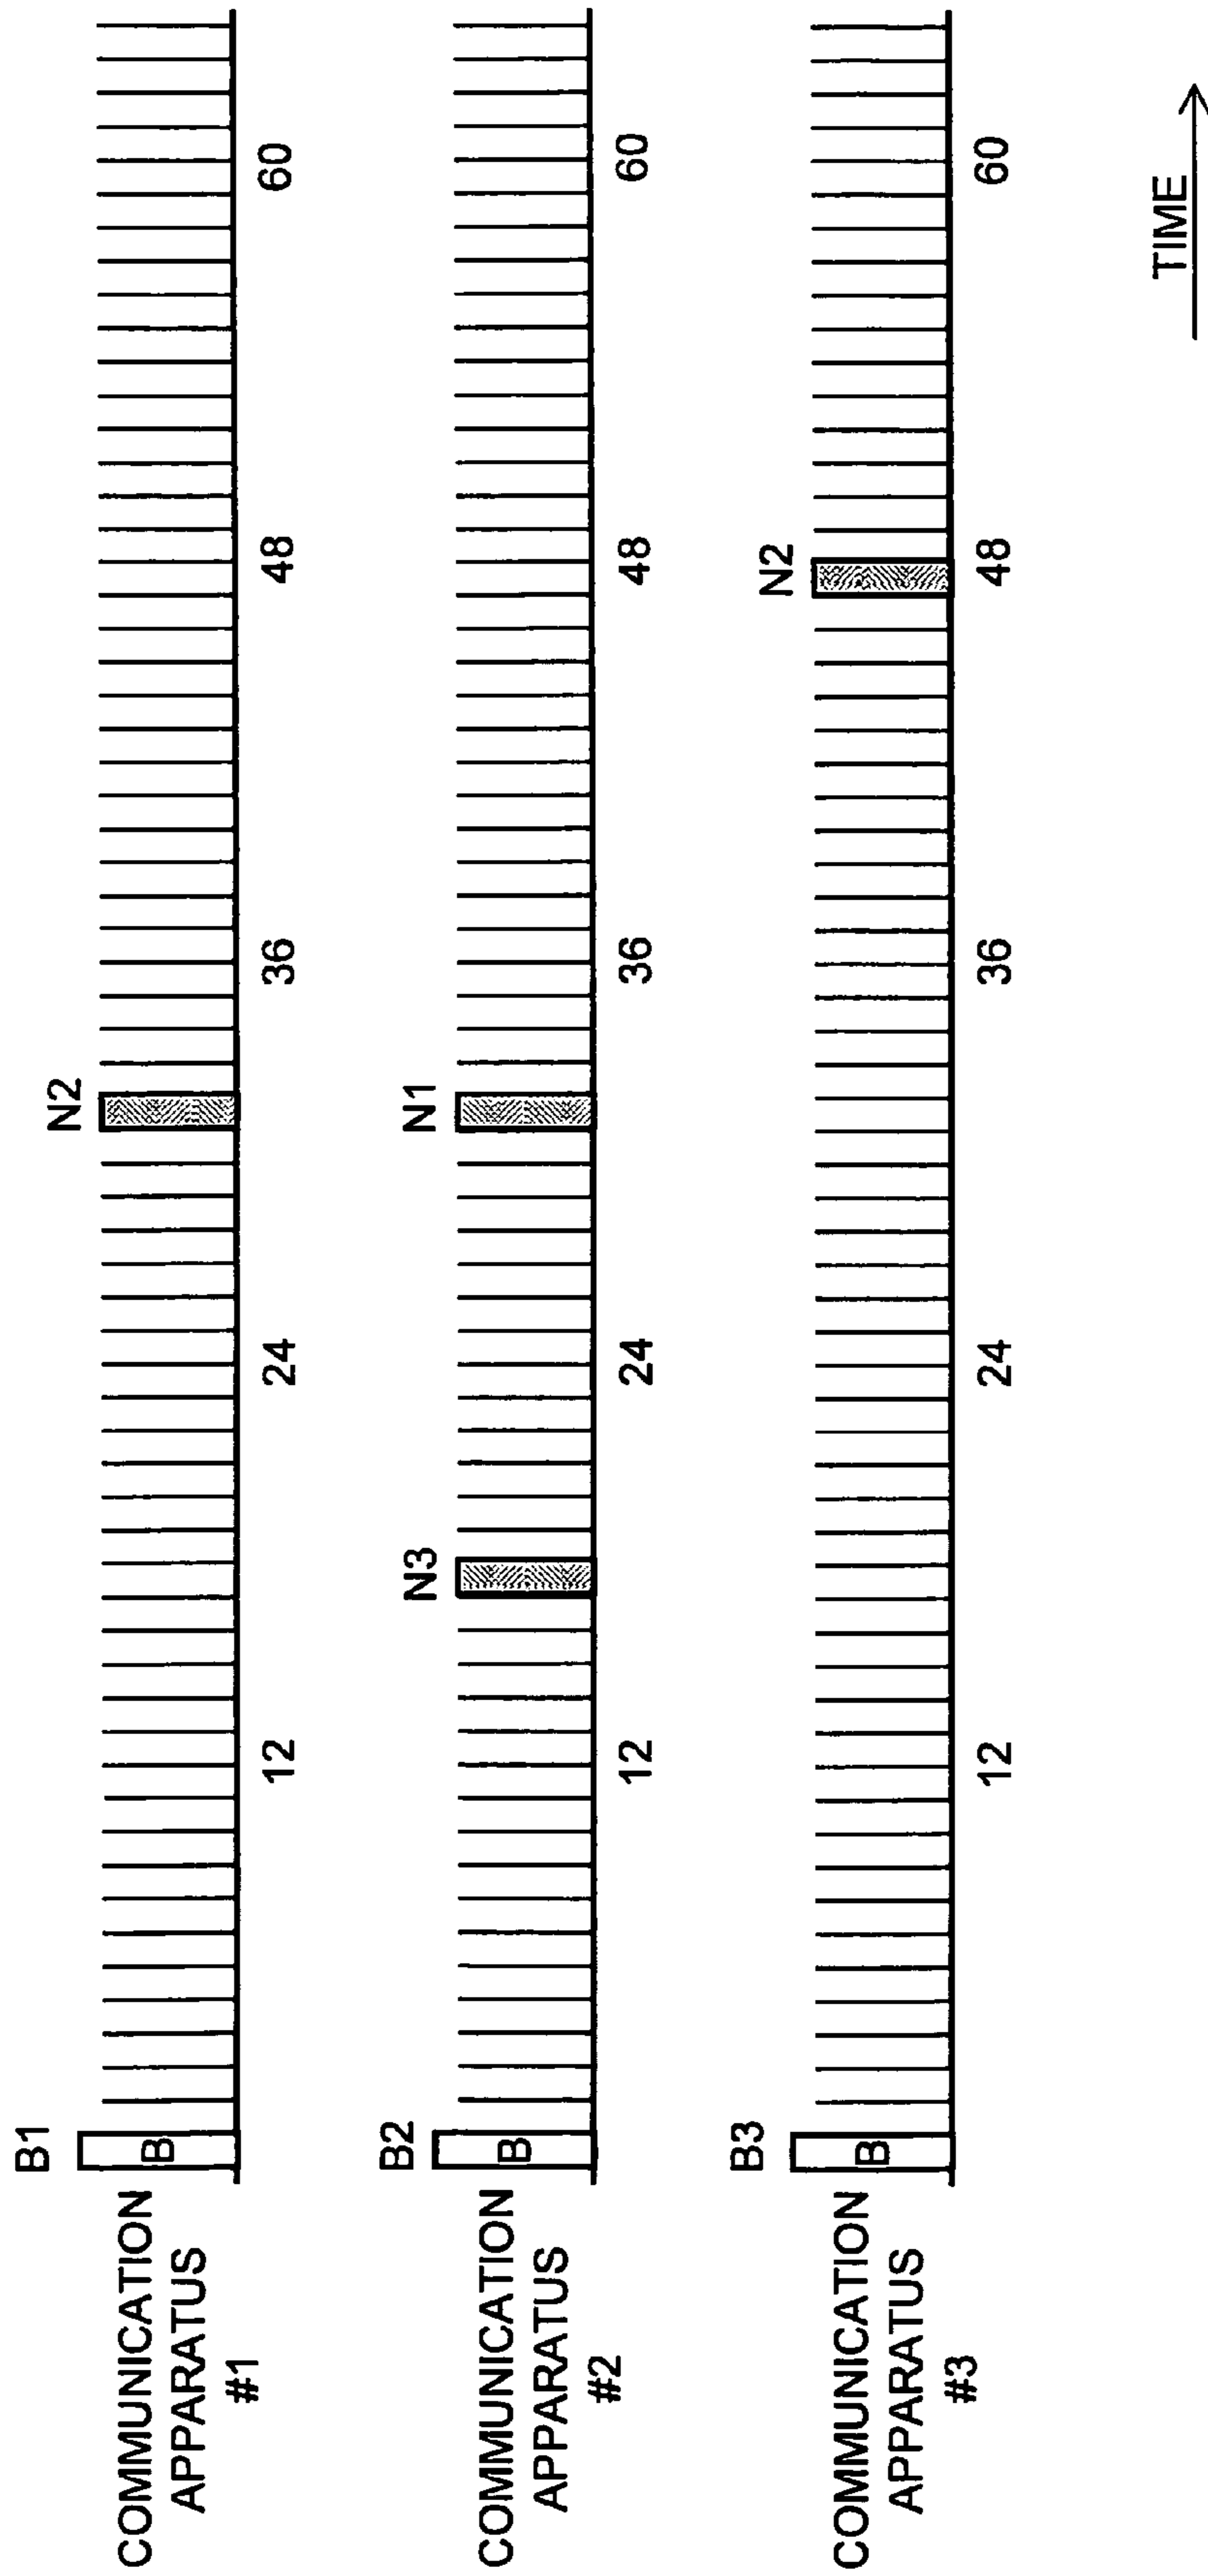 B1
N2
COMMUNICATION
APPARATUS
#1
B
12
24
36
48
60
B2
N3
N1
COMMUNICATION
APPARATUS
#2
B
12
24
36
48
60
B3
N2
COMMUNICATION
APPARATUS
#3
B
12
24
36
48
60
TIME